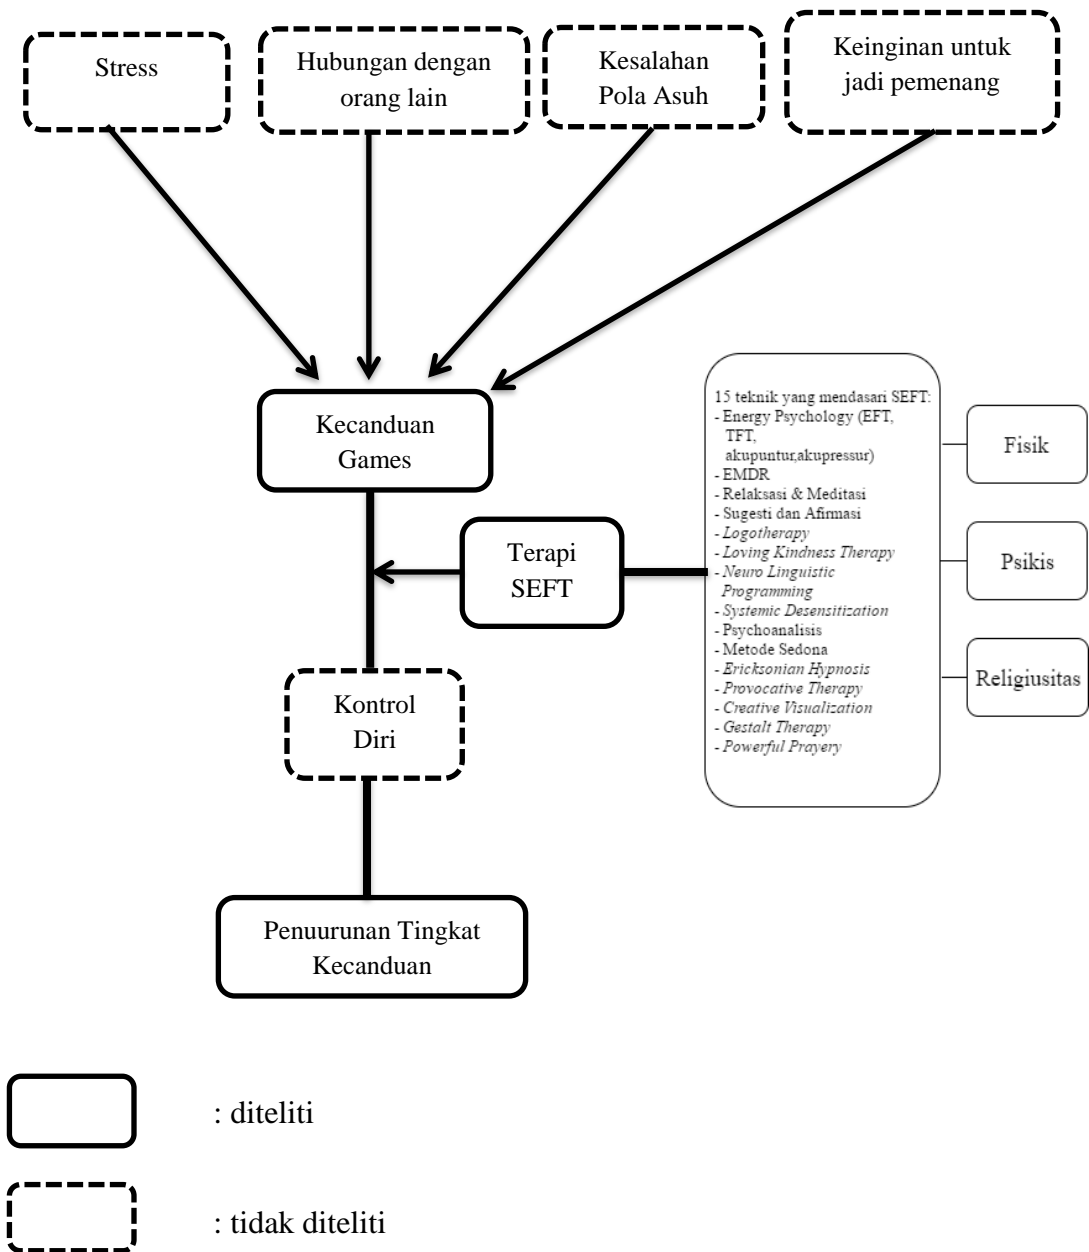 Stress
Hubungan dengan
orang lain
Kesalahan
Pola Asuh
Keinginan untuk
jadi pemenang
Kecanduan
Games
Terapi
SEFT
15 teknik yang mendasari SEFT:
- Energy Psychology (EFT,
TFT,
akupuntur,akupressur)
- EMDR
- Relaksasi & Meditasi
- Sugesti dan Afirmasi
- Logotherapy
- Loving Kindness Therapy
- Neuro Linguistic
Programming
- Systemic Desensitization
- Psychoanalisis
- Metode Sedona
- Ericksonian Hypnosis
- Provocative Therapy
- Creative Visualization
- Gestalt Therapy
- Powerful Prayery
Fisik
Psikis
Religiusitas
Kontrol
Diri
Penuurunan Tingkat
Kecanduan
: diteliti
: tidak diteliti